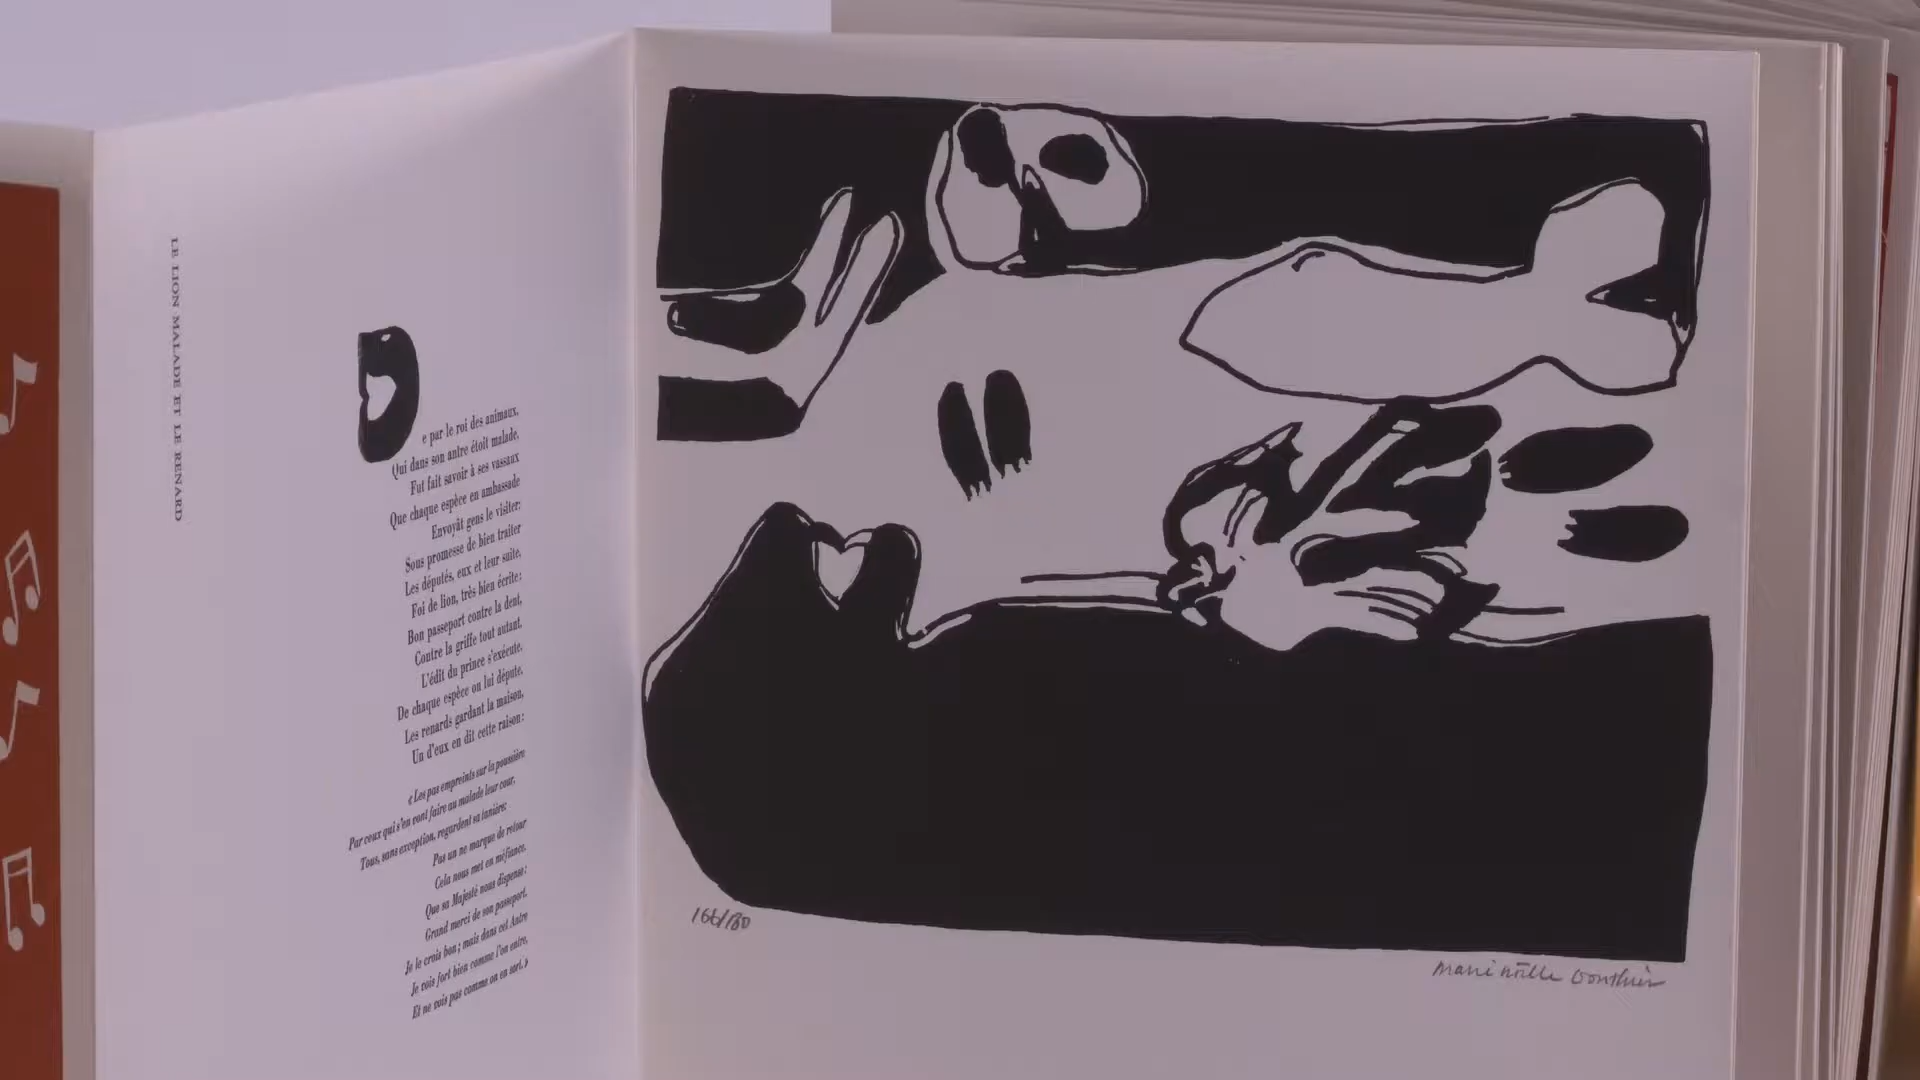 LE LION MALADE ET LE RENARD
De par le roi des animaux,
Qui dans son antre étoit malade,
Fut fait savoir à ses vassaux
Que chaque espèce en ambassade
Envoyât gens le visiter;
Sous promesse de bien traiter
Les députés, eux et leur suite,
Foi de lion, très bien écrite:
Bon passeport contre la dent,
Contre la griffe tout autant.
L'édit du prince s'exécute.
De chaque espèce on lui députe.
Les renards gardant la maison,
Un d'eux en dit cette raison:
« Les pas empreints sur la poussière
Par ceux qui s'en vont faire au malade leur cour,
Tous, sans exception, regardent sa tanière;
Pas un ne marque de retour
Cela nous met en méfiance.
Que sa Majesté nous dispense:
Grand merci de son passeport.
Je le crois bon; mais dans cet Antre
Je vois fort bien comme l'on entre,
Et ne vois pas comme on en sort.»
166/180